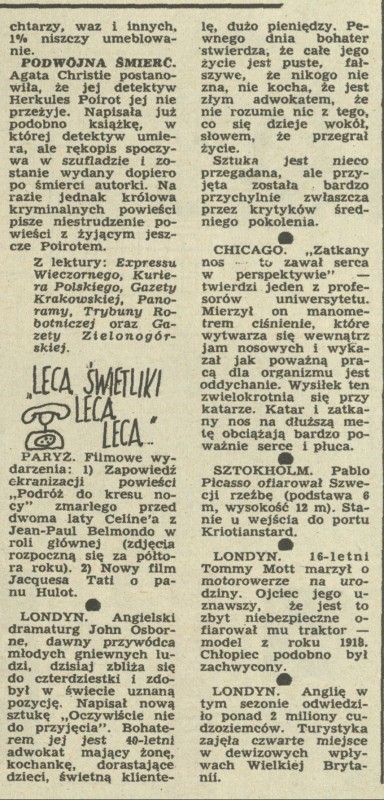 chtarzy, waz i innych,
1% niszczy umeblowa-
nie.
PODWÓJNA ŚMIERĆ.
Agata Christie postano-
wiła, że jej detektyw
Herkules Poirot jej nie
przeżyje. Napisała już
podobno książkę, w
której detektyw umie-
ra, ale rękopis spoczy-
wa w szufladzie i zo-
stanie wydany dopiero
po śmierci autorki. Na
razie jednak królowa
kryminalnych powieści
pisze niestrudzenie po-
wieści z żyjącym jesz-
cze Poirotem.
Z lektury: Expressu
Wieczornego, Kurie-
ra Polskiego, Gazety
Krakowskiej, Pano-
ramy, Trybuny Ro-
botniczej oraz Ga-
zety Zielonogór-
skiej.
„LECĄ, ŚWIETLIKI
LECĄ
LECĄ...”
PARYŻ. Filmowe wy-
darzenia: 1) Zapowiedź
ekranizacji powieści
„Podróż do kresu no-
cy” zmarłego przed
dwoma laty Celine'a z
Jean-Paul Belmondo w
roli głównej (zdjęcia
rozpoczną się za półto-
ra roku). 2) Nowy film
Jacquesa Tati o pa-
nu Hulot.
LONDYN. Angielski
dramaturg John Osbor-
ne, dawny przywódca
młodych gniewnych lu-
dzi, dzisiaj zbliża się
do czterdziestki i zdo-
był w świecie uznaną
pozycję. Napisał nową
sztukę „Oczywiście nie
do przyjęcia”. Bohate-
rem jej jest 40-letni
adwokat mający żonę,
kochankę, dorastające
dzieci, świetną kliente-
lę, dużo pieniędzy. Pe-
wnego dnia bohater
stwierdza, że całe jego
życie jest puste, fał-
szywe, że nikogo nie
zna, nie kocha, że jest
złym adwokatem, że
nie rozumie nic z tego,
co się dzieje wokół,
słowem, że przegrał
życie.
Sztuka jest nieco
przegadana, ale przy-
jęta została bardzo
przychylnie zwłaszcza
przez krytyków śred-
niego pokolenia.
CHICAGO. „Zatkany
nos — to zawał serca
w perspektywie” —
twierdzi jeden z profe-
sorów uniwersytetu.
Mierzył on manome-
trem ciśnienie, które
wytwarza się wewnątrz
jam nosowych i wyka-
zał jak poważną pra-
cą dla organizmu jest
oddychanie. Wysiłek ten
zwielokrotnia się przy
katarze. Katar i zatka-
ny nos na dłuższą me-
tę obciążają bardzo po-
ważnie serce i płuca.
SZTOKHOLM. Pablo
Picasso ofiarował Szwe-
cji rzeźbę (podstawa 6
m, wysokość 12 m). Sta-
nie u wejścia do portu
Kriotianstard.
LONDYN. 16-letni
Tommy Mott marzył o
motorowerze na uro-
dziny. Ojciec jego u-
znawszy, że jest to
zbyt niebezpieczne o-
fiarował mu traktor —
model z roku 1918.
Chłopiec podobno był
zachwycony.
LONDYN. Anglię w
tym sezonie odwiedzi-
ło ponad 2 miliony cu-
dzoziemców. Turystyka
zajęła czwarte miejsce
w dewizowych wpły-
wach Wielkiej Bryta-
nii.